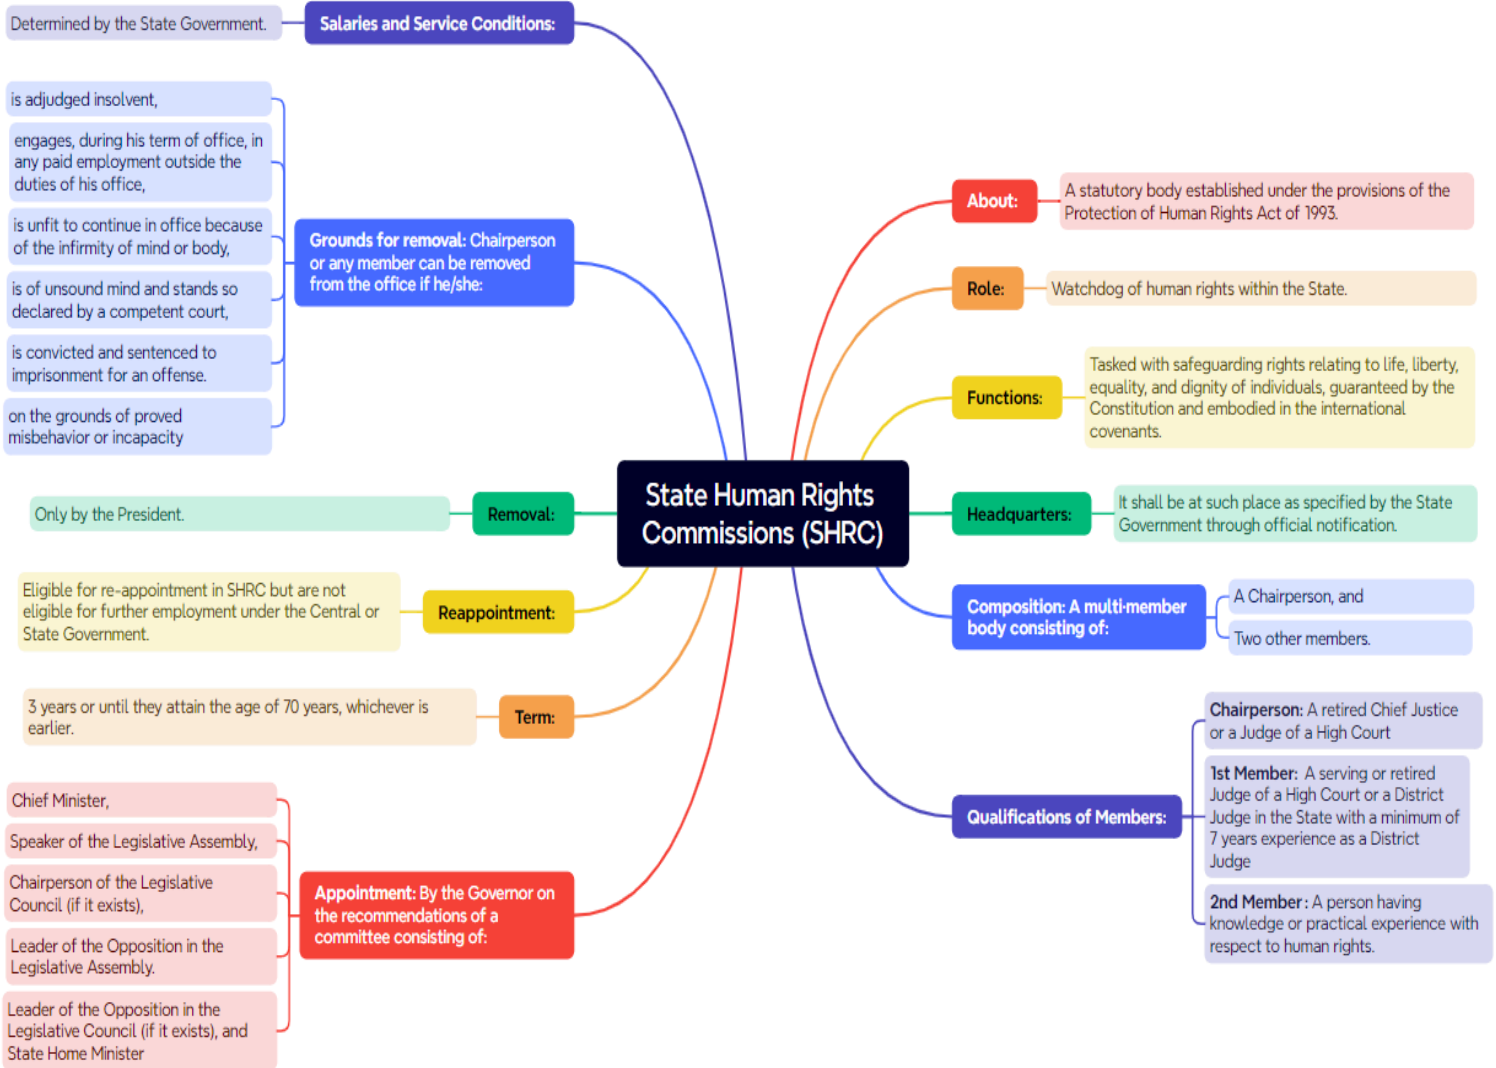 State Human Rights
Commissions (SHRC)
About:
A statutory body established under the provisions of the
Protection of Human Rights Act of 1993.
Role:
Watchdog of human rights within the State.
Functions:
Tasked with safeguarding rights relating to life, liberty,
equality, and dignity of individuals, guaranteed by the
Constitution and embodied in the international
covenants.
Headquarters:
It shall be at such place as specified by the State
Government through official notification.
Composition: A multi-member
body consisting of:
A Chairperson, and
Two other members.
Qualifications of Members:
Chairperson: A retired Chief Justice
or a Judge of a High Court
1st Member: A serving or retired
Judge of a High Court or a District
Judge in the State with a minimum of
7 years experience as a District
Judge
2nd Member : A person having
knowledge or practical experience with
respect to human rights.
Appointment: By the Governor on
the recommendations of a
committee consisting of:
Chief Minister,
Speaker of the Legislative Assembly,
Chairperson of the Legislative
Council (if it exists),
Leader of the Opposition in the
Legislative Assembly.
Leader of the Opposition in the
Legislative Council (if it exists), and
State Home Minister
Term:
3 years or until they attain the age of 70 years, whichever is
earlier.
Reappointment:
Eligible for re-appointment in SHRC but are not
eligible for further employment under the Central or
State Government.
Removal:
Only by the President.
Grounds for removal: Chairperson
or any member can be removed
from the office if he/she:
is adjudged insolvent,
engages, during his term of office, in
any paid employment outside the
duties of his office,
is unfit to continue in office because
of the infirmity of mind or body,
is of unsound mind and stands so
declared by a competent court,
is convicted and sentenced to
imprisonment for an offense.
on the grounds of proved
misbehavior or incapacity
Salaries and Service Conditions:
Determined by the State Government.